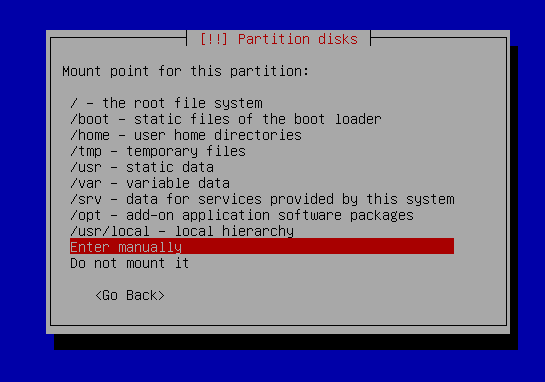 [!!] Partition disks
Mount point for this partition:
/ – the root file system
/boot – static files of the boot loader
/home – user home directories
/tmp – temporary files
/usr – static data
/var – variable data
/srv – data for services provided by this system
/opt – add-on application software packages
/usr/local – local hierarchy
Enter manually
Do not mount it
<Go Back>